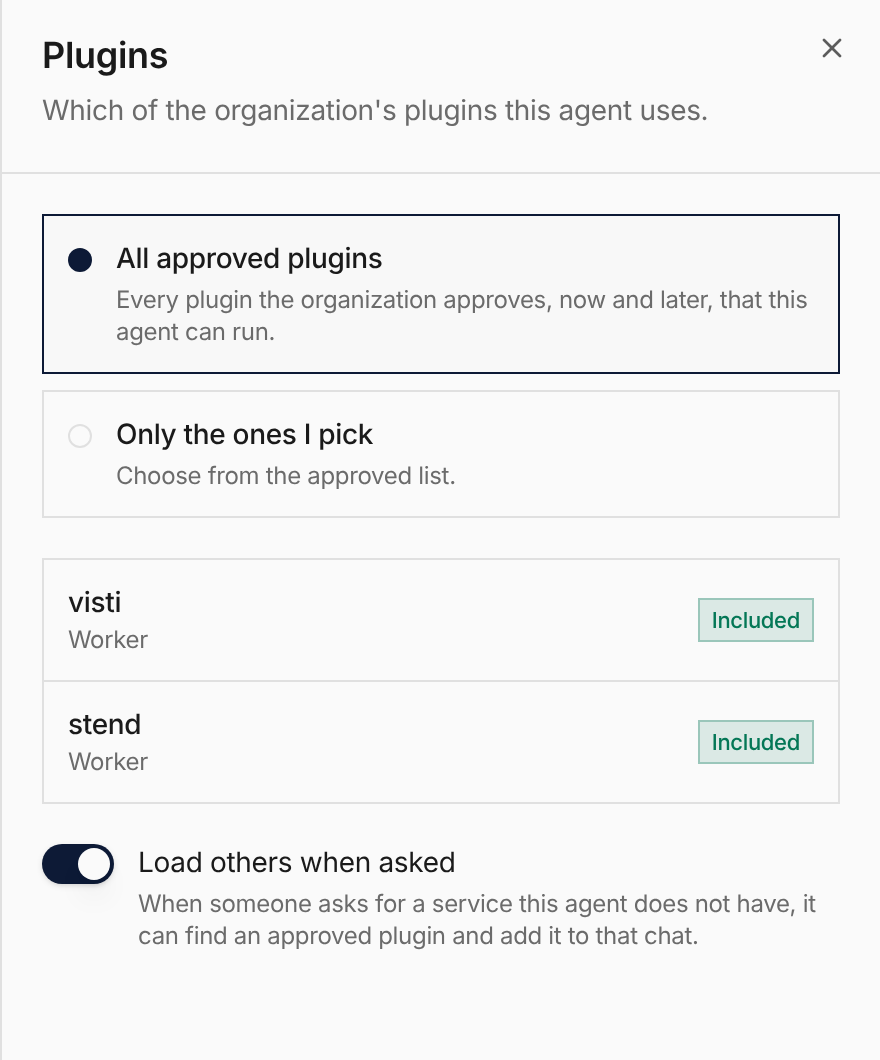 Plugins
Which of the organization's plugins this agent uses.
All approved plugins
Every plugin the organization approves, now and later, that this
agent can run.
Only the ones I pick
Choose from the approved list.
visti
Worker
Included
stend
Worker
Included
Load others when asked
When someone asks for a service this agent does not have, it
can find an approved plugin and add it to that chat.